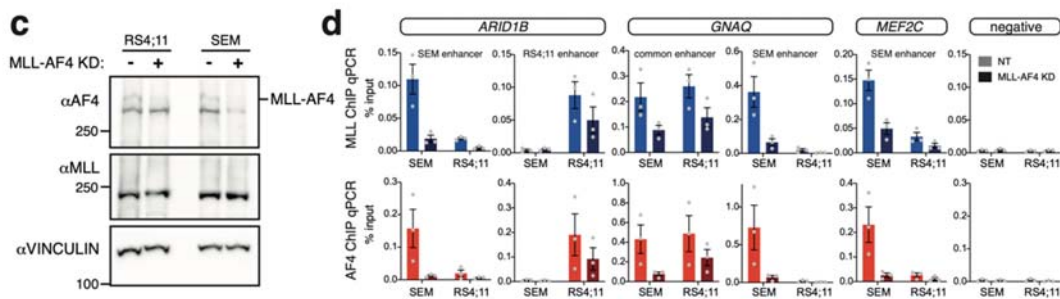 c
RS4;11 SEM
MLL-AF4 KD: - + - +
αAF4
MLL-AF4
250
αMLL
250
αVINCULIN
100
d
ARID1B GNAQ MEF2C negative
MLL ChIP qPCR
% input
SEM enhancer
0.15
0.10
0.05
0.00
SEM RS4;11
RS4;11 enhancer
0.15
0.10
0.05
0.00
SEM RS4;11
common enhancer
0.4
0.3
0.2
0.1
0.0
SEM RS4;11
SEM enhancer
0.6
0.4
0.2
0.0
SEM RS4;11
SEM enhancer
0.20
0.15
0.10
0.05
0.00
SEM RS4;11
0.15
0.10
0.05
0.00
SEM RS4;11
NT
MLL-AF4 KD
AF4 ChIP qPCR
% input
0.3
0.2
0.1
0.0
SEM RS4;11
0.4
0.3
0.2
0.1
0.0
SEM RS4;11
1.0
0.8
0.6
0.4
0.2
0.0
SEM RS4;11
1.5
1.0
0.5
0.0
SEM RS4;11
0.4
0.3
0.2
0.1
0.0
SEM RS4;11
0.3
0.2
0.1
0.0
SEM RS4;11